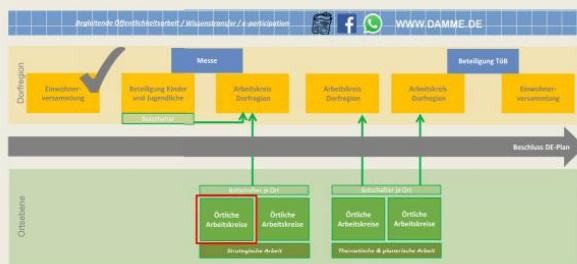 Begleitende Öffentlichkeitsarbeit / Wissenstransfer / e-participation
WWW.DAMME.DE
Dorfregion
Messe
Beteiligung TöB
Einwohner-
versammlung
Beteiligung Kinder
und Jugendliche
Arbeitskreis
Dorfregion
Arbeitskreis
Dorfregion
Arbeitskreis
Dorfregion
Einwohner-
versammlung
Botschafter
Beschluss DE-Plan
Ortsebene
Botschafter je Ort
Botschafter je Ort
Örtliche
Arbeitskreise
Örtliche
Arbeitskreise
Örtliche
Arbeitskreise
Örtliche
Arbeitskreise
Strategische Arbeit
Thematische & planerische Arbeit